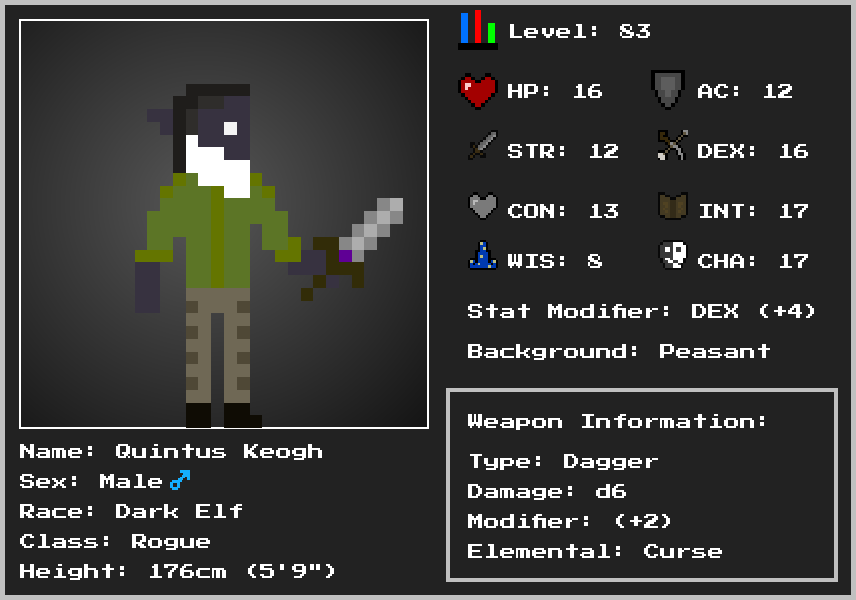 Level: 83
HP: 16 AC: 12
STR: 12 DEX: 16
CON: 13 INT: 17
WIS: 8 CHA: 17
Stat Modifier: DEX (+4)
Background: Peasant
Weapon Information:
Type: Dagger
Damage: d6
Modifier: (+2)
Elemental: Curse
Name: Quintus Keogh
Sex: Male♂
Race: Dark Elf
Class: Rogue
Height: 176cm (5'9")